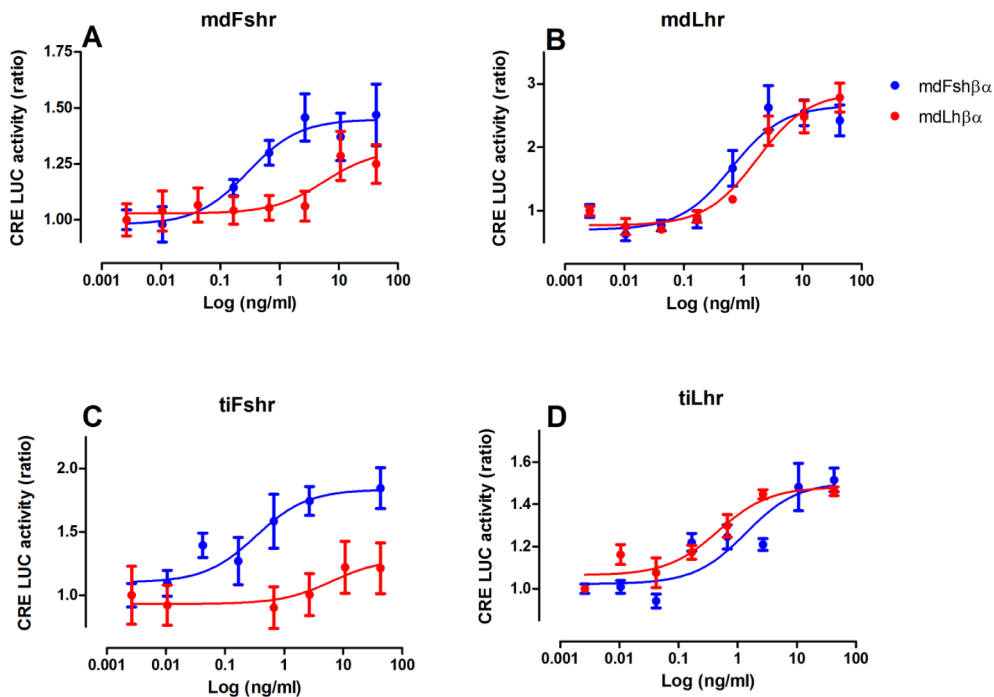 A
mdFshr
CRE LUC activity (ratio)
1.75
1.50
1.25
1.00
0.001 0.01 0.1 1 10 100
Log (ng/ml)
B
mdLhr
CRE LUC activity (ratio)
3
2
1
0.001 0.01 0.1 1 10 100
Log (ng/ml)
mdFshβα
mdLhβα
C
tiFshr
CRE LUC activity (ratio)
2.0
1.5
1.0
0.001 0.01 0.1 1 10 100
Log (ng/ml)
D
tiLhr
CRE LUC activity (ratio)
1.6
1.4
1.2
1.0
0.001 0.01 0.1 1 10 100
Log (ng/ml)